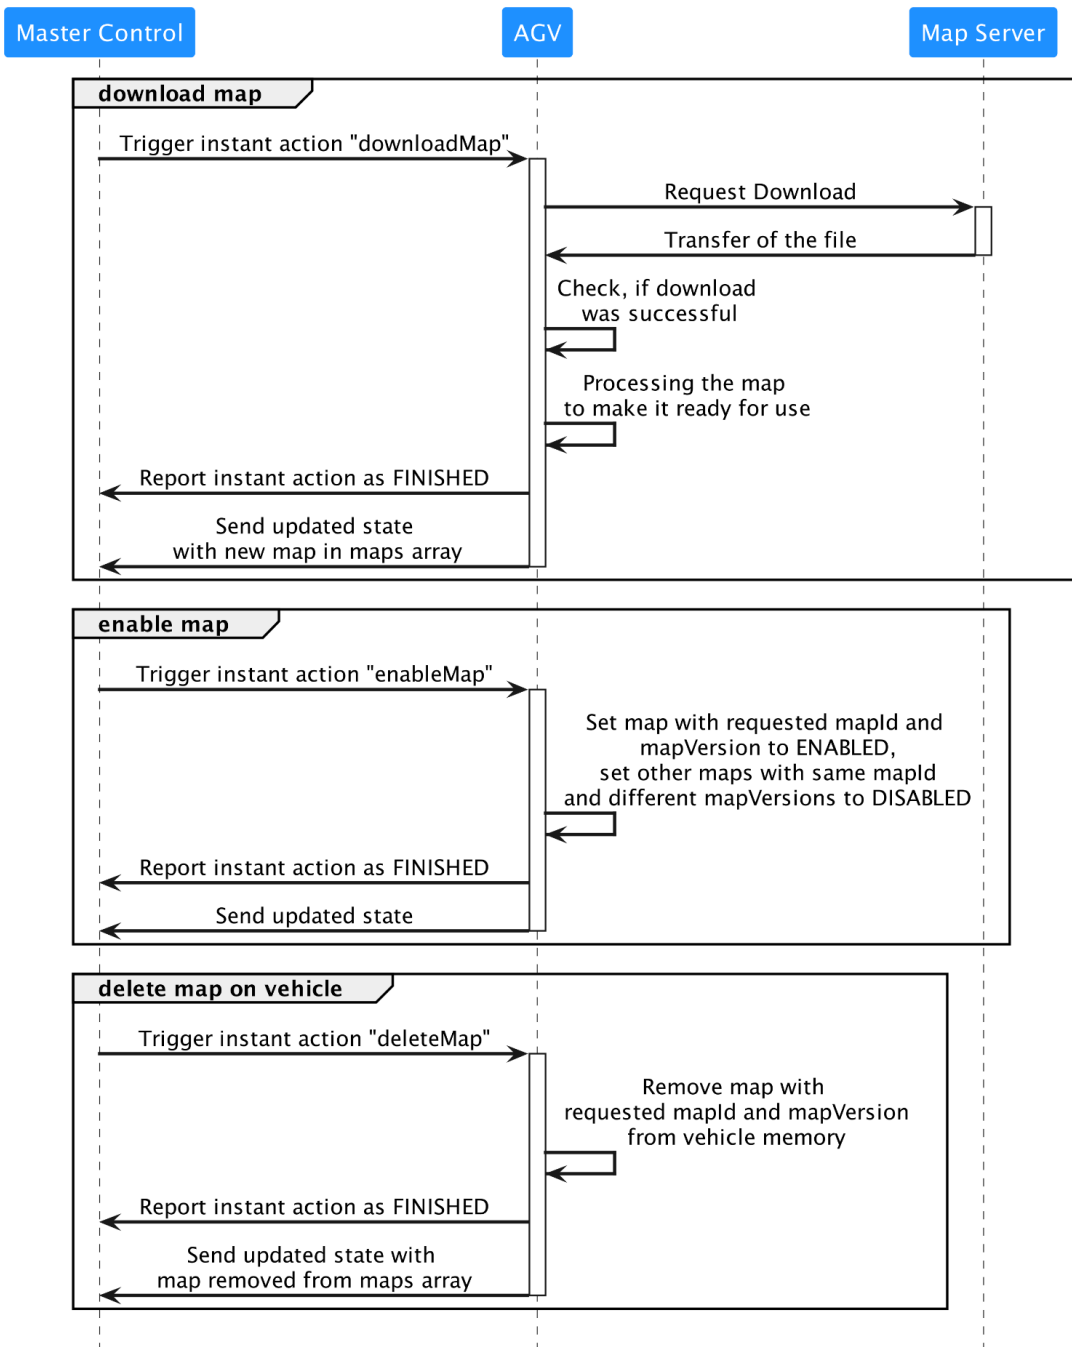 Master Control
AGV
Map Server
download map
Trigger instant action "downloadMap"
Request Download
Transfer of the file
Check, if download
was successful
Processing the map
to make it ready for use
Report instant action as FINISHED
Send updated state
with new map in maps array
enable map
Trigger instant action "enableMap"
Set map with requested mapId and
mapVersion to ENABLED,
set other maps with same mapId
and different mapVersions to DISABLED
Report instant action as FINISHED
Send updated state
delete map on vehicle
Trigger instant action "deleteMap"
Remove map with
requested mapId and mapVersion
from vehicle memory
Report instant action as FINISHED
Send updated state with
map removed from maps array